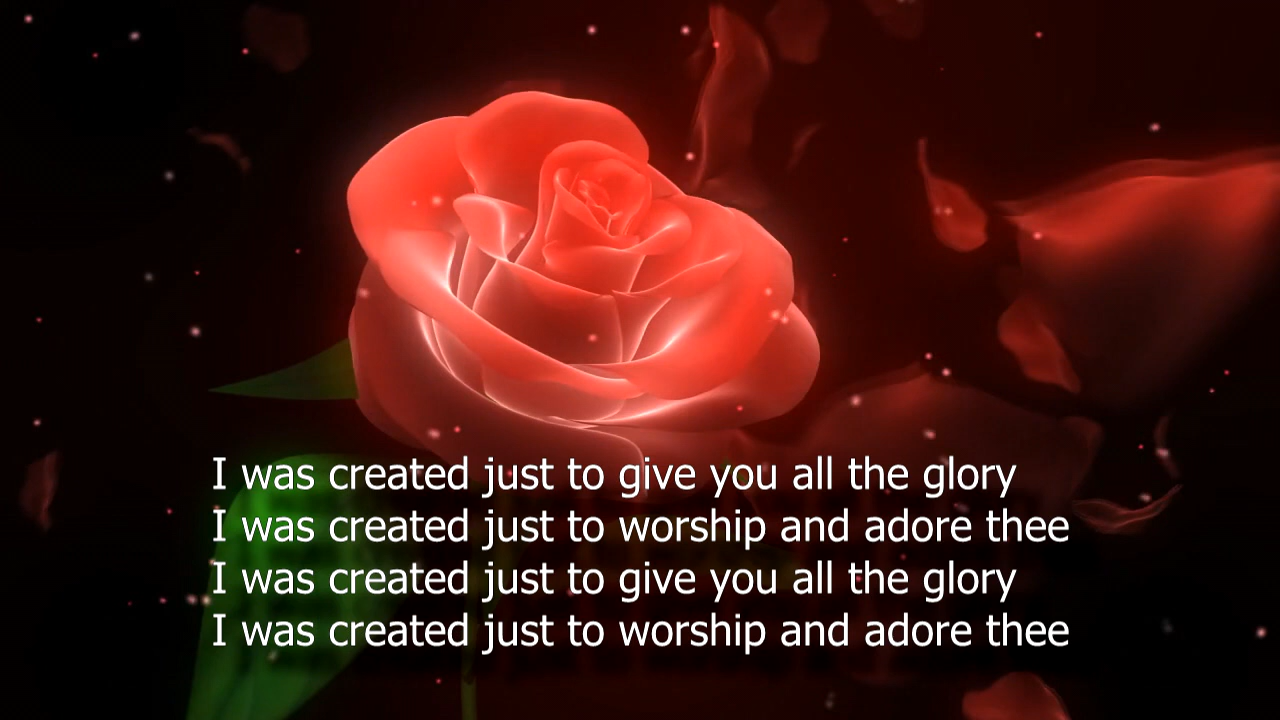 I was created just to give you all the glory
I was created just to worship and adore thee
I was created just to give you all the glory
I was created just to worship and adore thee